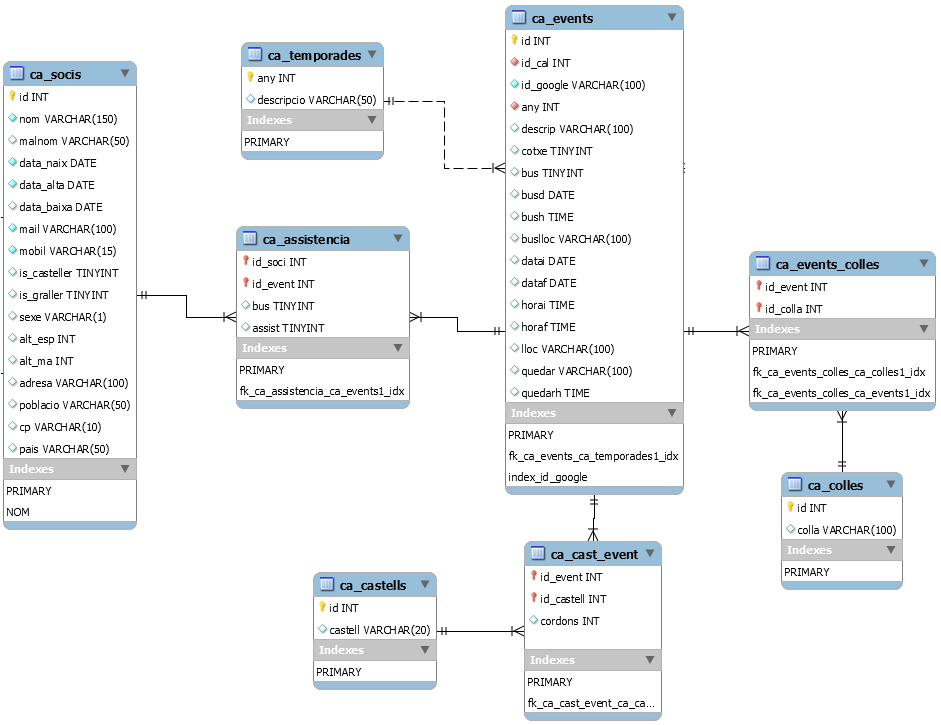 ca_socis
id INT
nom VARCHAR(150)
malnom VARCHAR(50)
data_naix DATE
data_alta DATE
data_baixa DATE
mail VARCHAR(100)
mobil VARCHAR(15)
is_casteller TINYINT
is_graller TINYINT
sexe VARCHAR(1)
alt_esp INT
alt_ma INT
adresa VARCHAR(100)
poblacio VARCHAR(50)
cp VARCHAR(10)
pais VARCHAR(50)
Indexes
PRIMARY
NOM
ca_temporades
any INT
descripcio VARCHAR(50)
Indexes
PRIMARY
ca_assistencia
id_soci INT
id_event INT
bus TINYINT
assist TINYINT
Indexes
PRIMARY
fk_ca_assistencia_ca_events1_idx
ca_events
id INT
id_cal INT
id_google VARCHAR(100)
any INT
descrip VARCHAR(100)
cotxe TINYINT
bus TINYINT
busd DATE
bush TIME
buslloc VARCHAR(100)
datai DATE
dataf DATE
horai TIME
horaf TIME
lloc VARCHAR(100)
quedar VARCHAR(100)
quedarh TIME
Indexes
PRIMARY
fk_ca_events_ca_temporades1_idx
index_id_google
ca_events_colles
id_event INT
id_colla INT
Indexes
PRIMARY
fk_ca_events_colles_ca_colles1_idx
fk_ca_events_colles_ca_events1_idx
ca_colles
id INT
colla VARCHAR(100)
Indexes
PRIMARY
ca_castells
id INT
castell VARCHAR(20)
Indexes
PRIMARY
ca_cast_event
id_event INT
id_castell INT
cordons INT
Indexes
PRIMARY
fk_ca_cast_event_ca_ca...